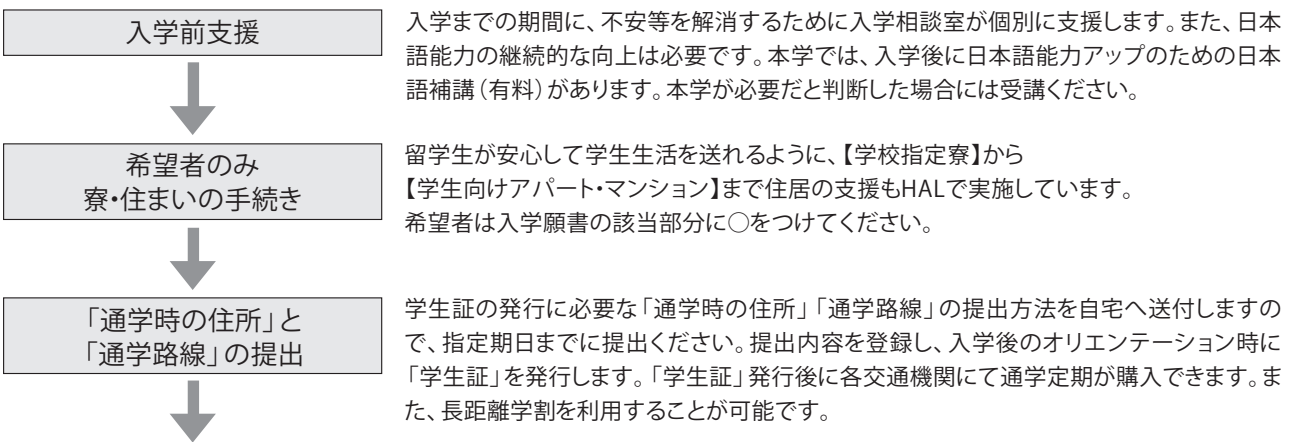 入学前支援
入学までの期間に、不安等を解消するために入学相談室が個別に支援します。また、日本
語能力の継続的な向上は必要です。本学では、入学後に日本語能力アップのための日本
語補講（有料）があります。本学が必要だと判断した場合には受講ください。
希望者のみ
寮・住まいの手続き
留学生が安心して学生生活を送れるように、【学校指定寮】から
【学生向けアパート・マンション】まで住居の支援もHALで実施しています。
希望者は入学願書の該当部分に○をつけてください。
「通学時の住所」と
「通学路線」の提出
学生証の発行に必要な「通学時の住所」「通学路線」の提出方法を自宅へ送付しますの
で、指定期日までに提出ください。提出内容を登録し、入学後のオリエンテーション時に
「学生証」を発行します。「学生証」発行後に各交通機関にて通学定期が購入できます。ま
た、長距離学割を利用することが可能です。